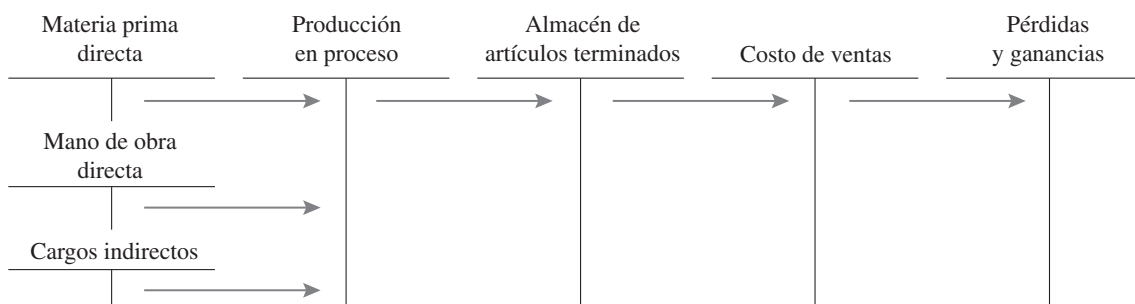 Materia prima
directa
Producción
en proceso
Almacén de
artículos terminados
Costo de ventas
Pérdidas
y ganancias
Mano de obra
directa
Cargos indirectos